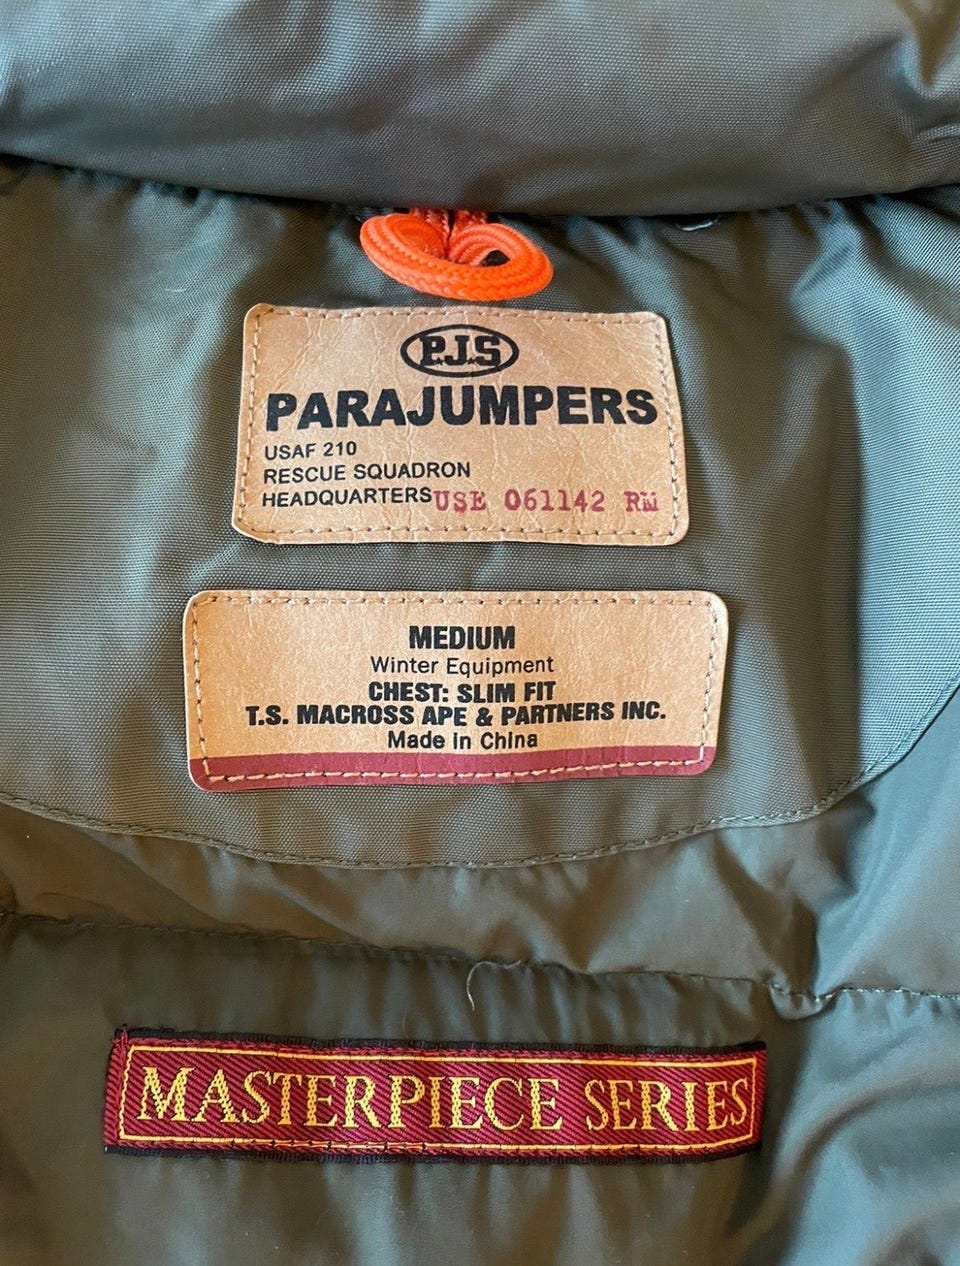 P.J.S
PARAJUMPERS
USAF 210
RESCUE SQUADRON
HEADQUARTERS USE 061142 RM
MEDIUM
Winter Equipment
CHEST: SLIM FIT
T.S. MACROSS APE & PARTNERS INC.
Made in China
MASTERPIECE SERIES